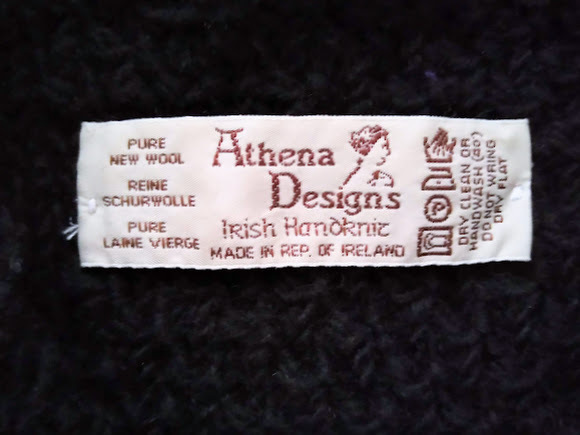 PURE
NEW WOOL
REINE
SCHURWOLLE
PURE
LAINE VIERGE
Athena
Designs
Irish Handknit
MADE IN REP. OF IRELAND
DRY CLEAN OR
HANDWASH (40°)
DO NOT WRING
DRY FLAT